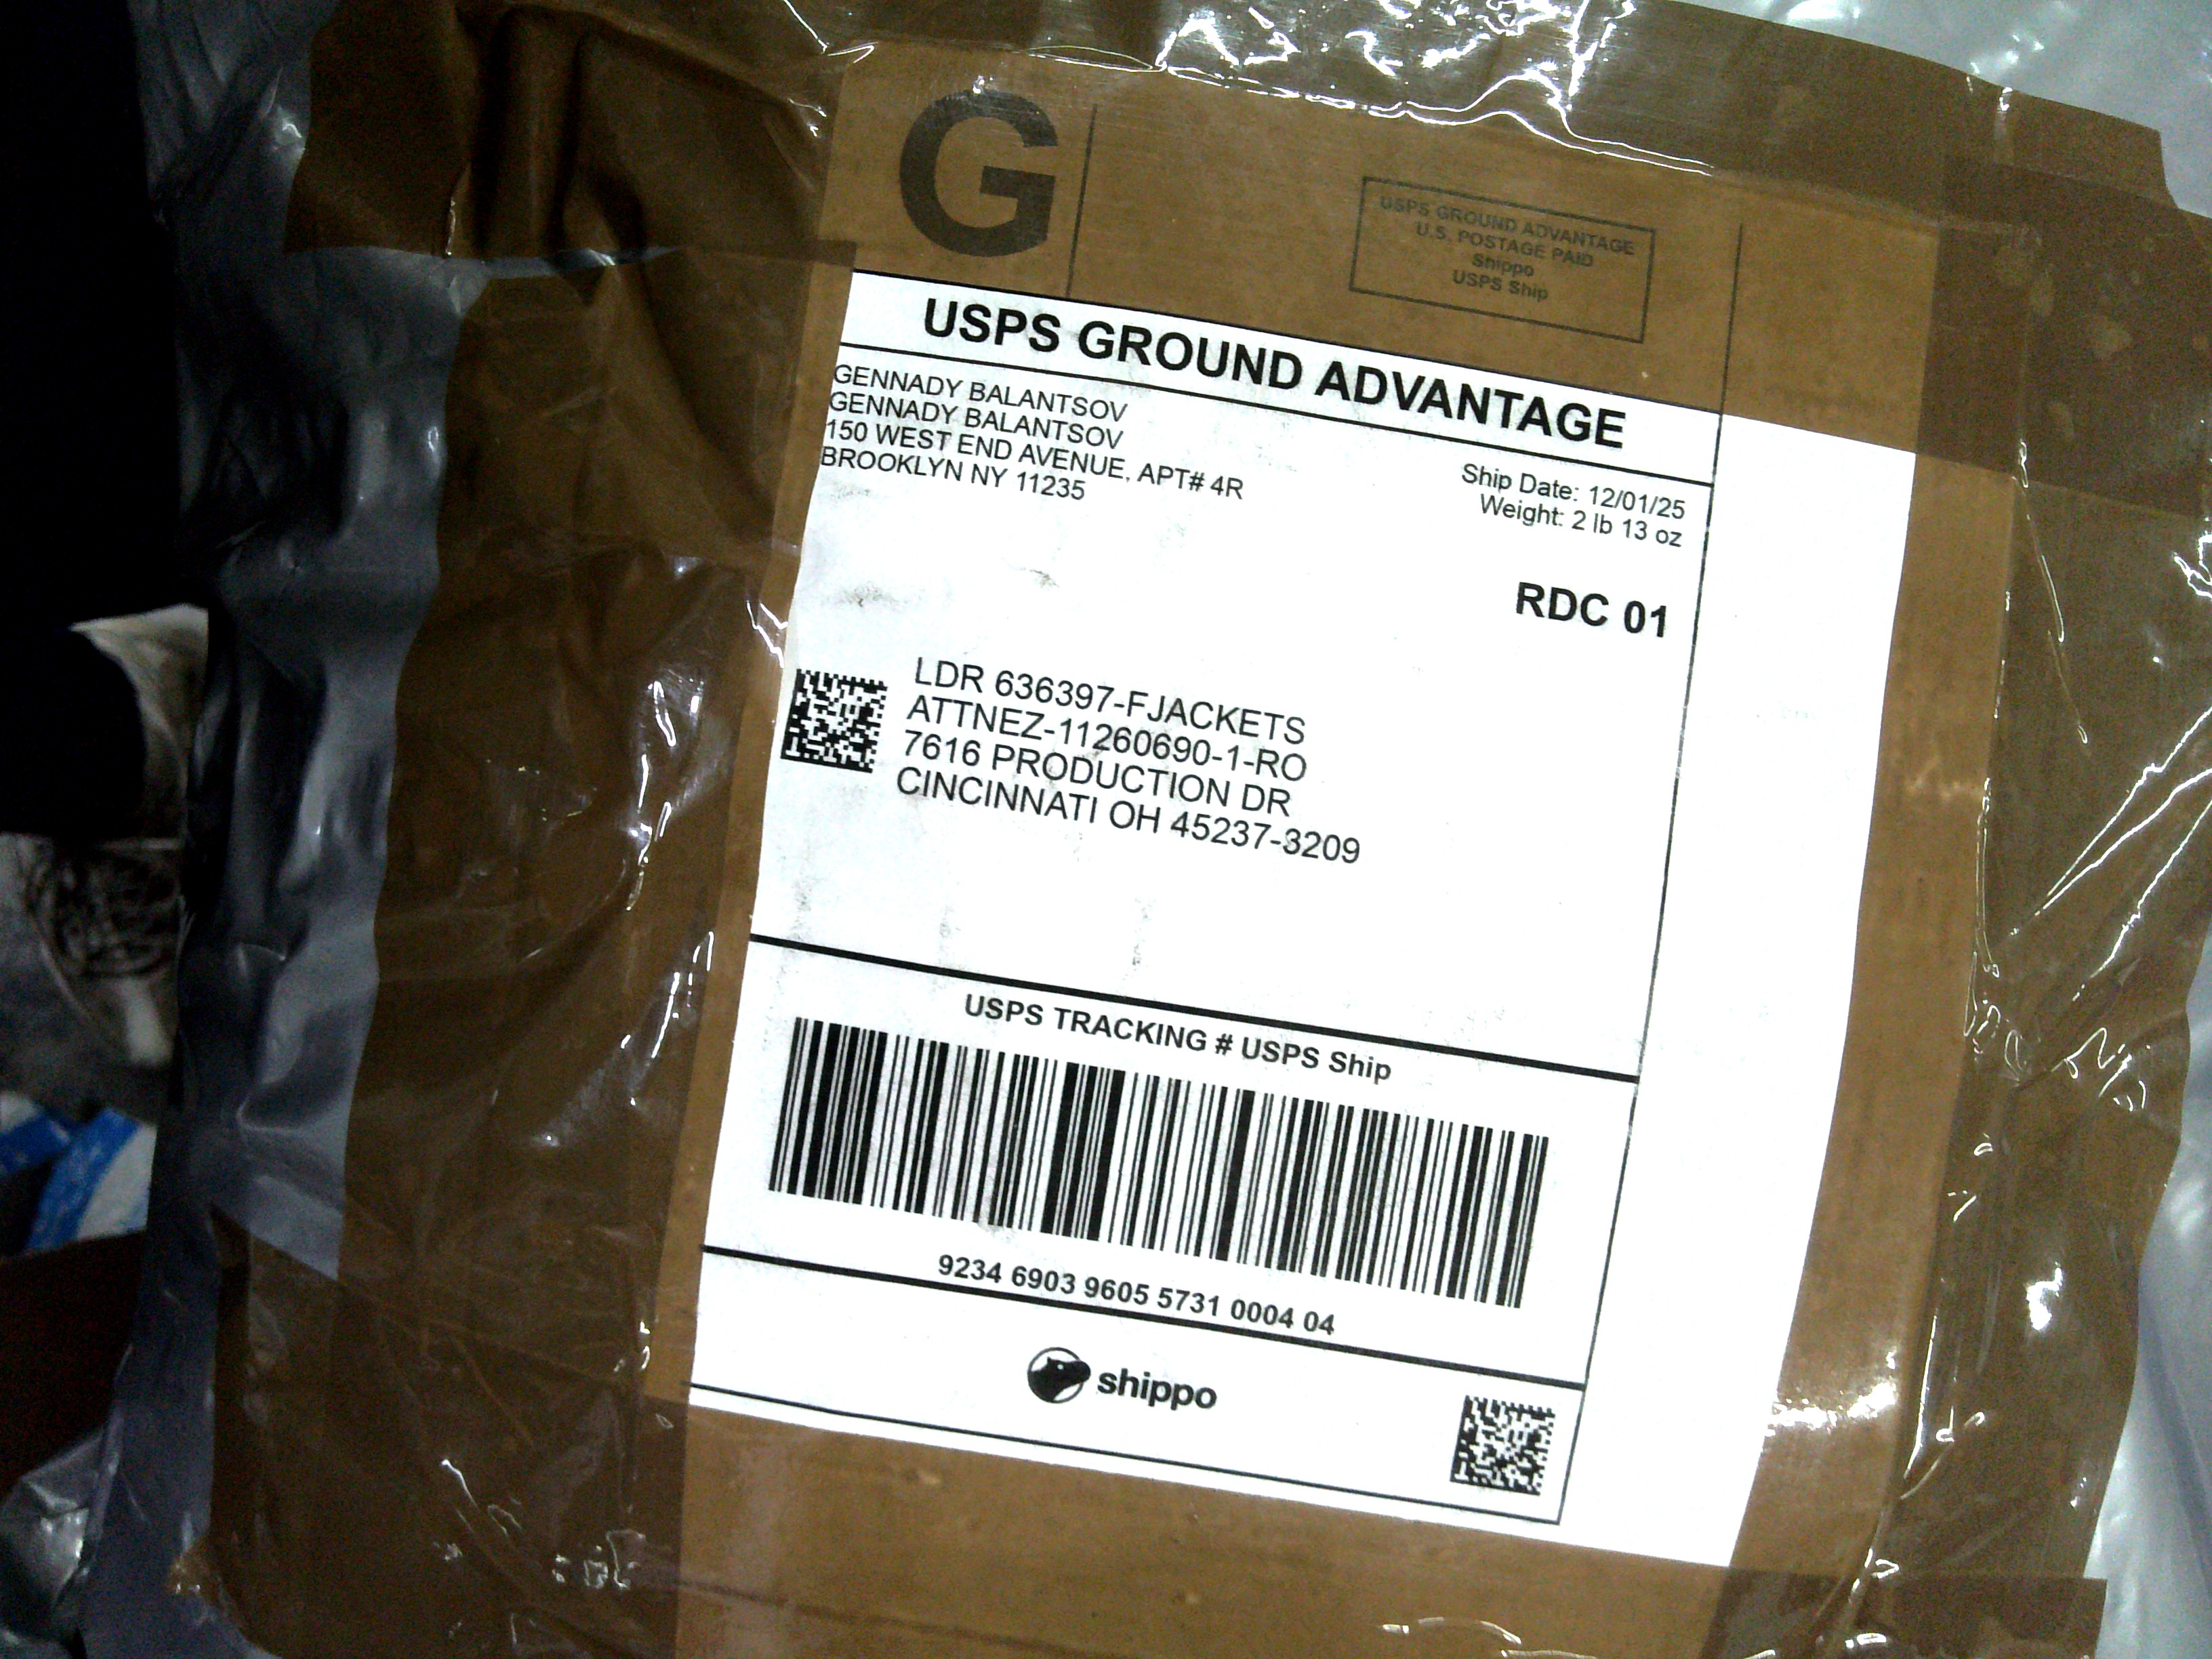 G
USPS GROUND ADVANTAGE
U.S. POSTAGE PAID
Shippo
USPS Ship
USPS GROUND ADVANTAGE
GENNADY BALANTSOV
GENNADY BALANTSOV
150 WEST END AVENUE, APT# 4R
BROOKLYN NY 11235
Ship Date: 12/01/25
Weight: 2 lb 13 oz
RDC 01
LDR 636397-FJACKETS
ATTNEZ-11260690-1-RO
7616 PRODUCTION DR
CINCINNATI OH 45237-3209
USPS TRACKING # USPS Ship
9234 6903 9605 5731 0004 04
shippo